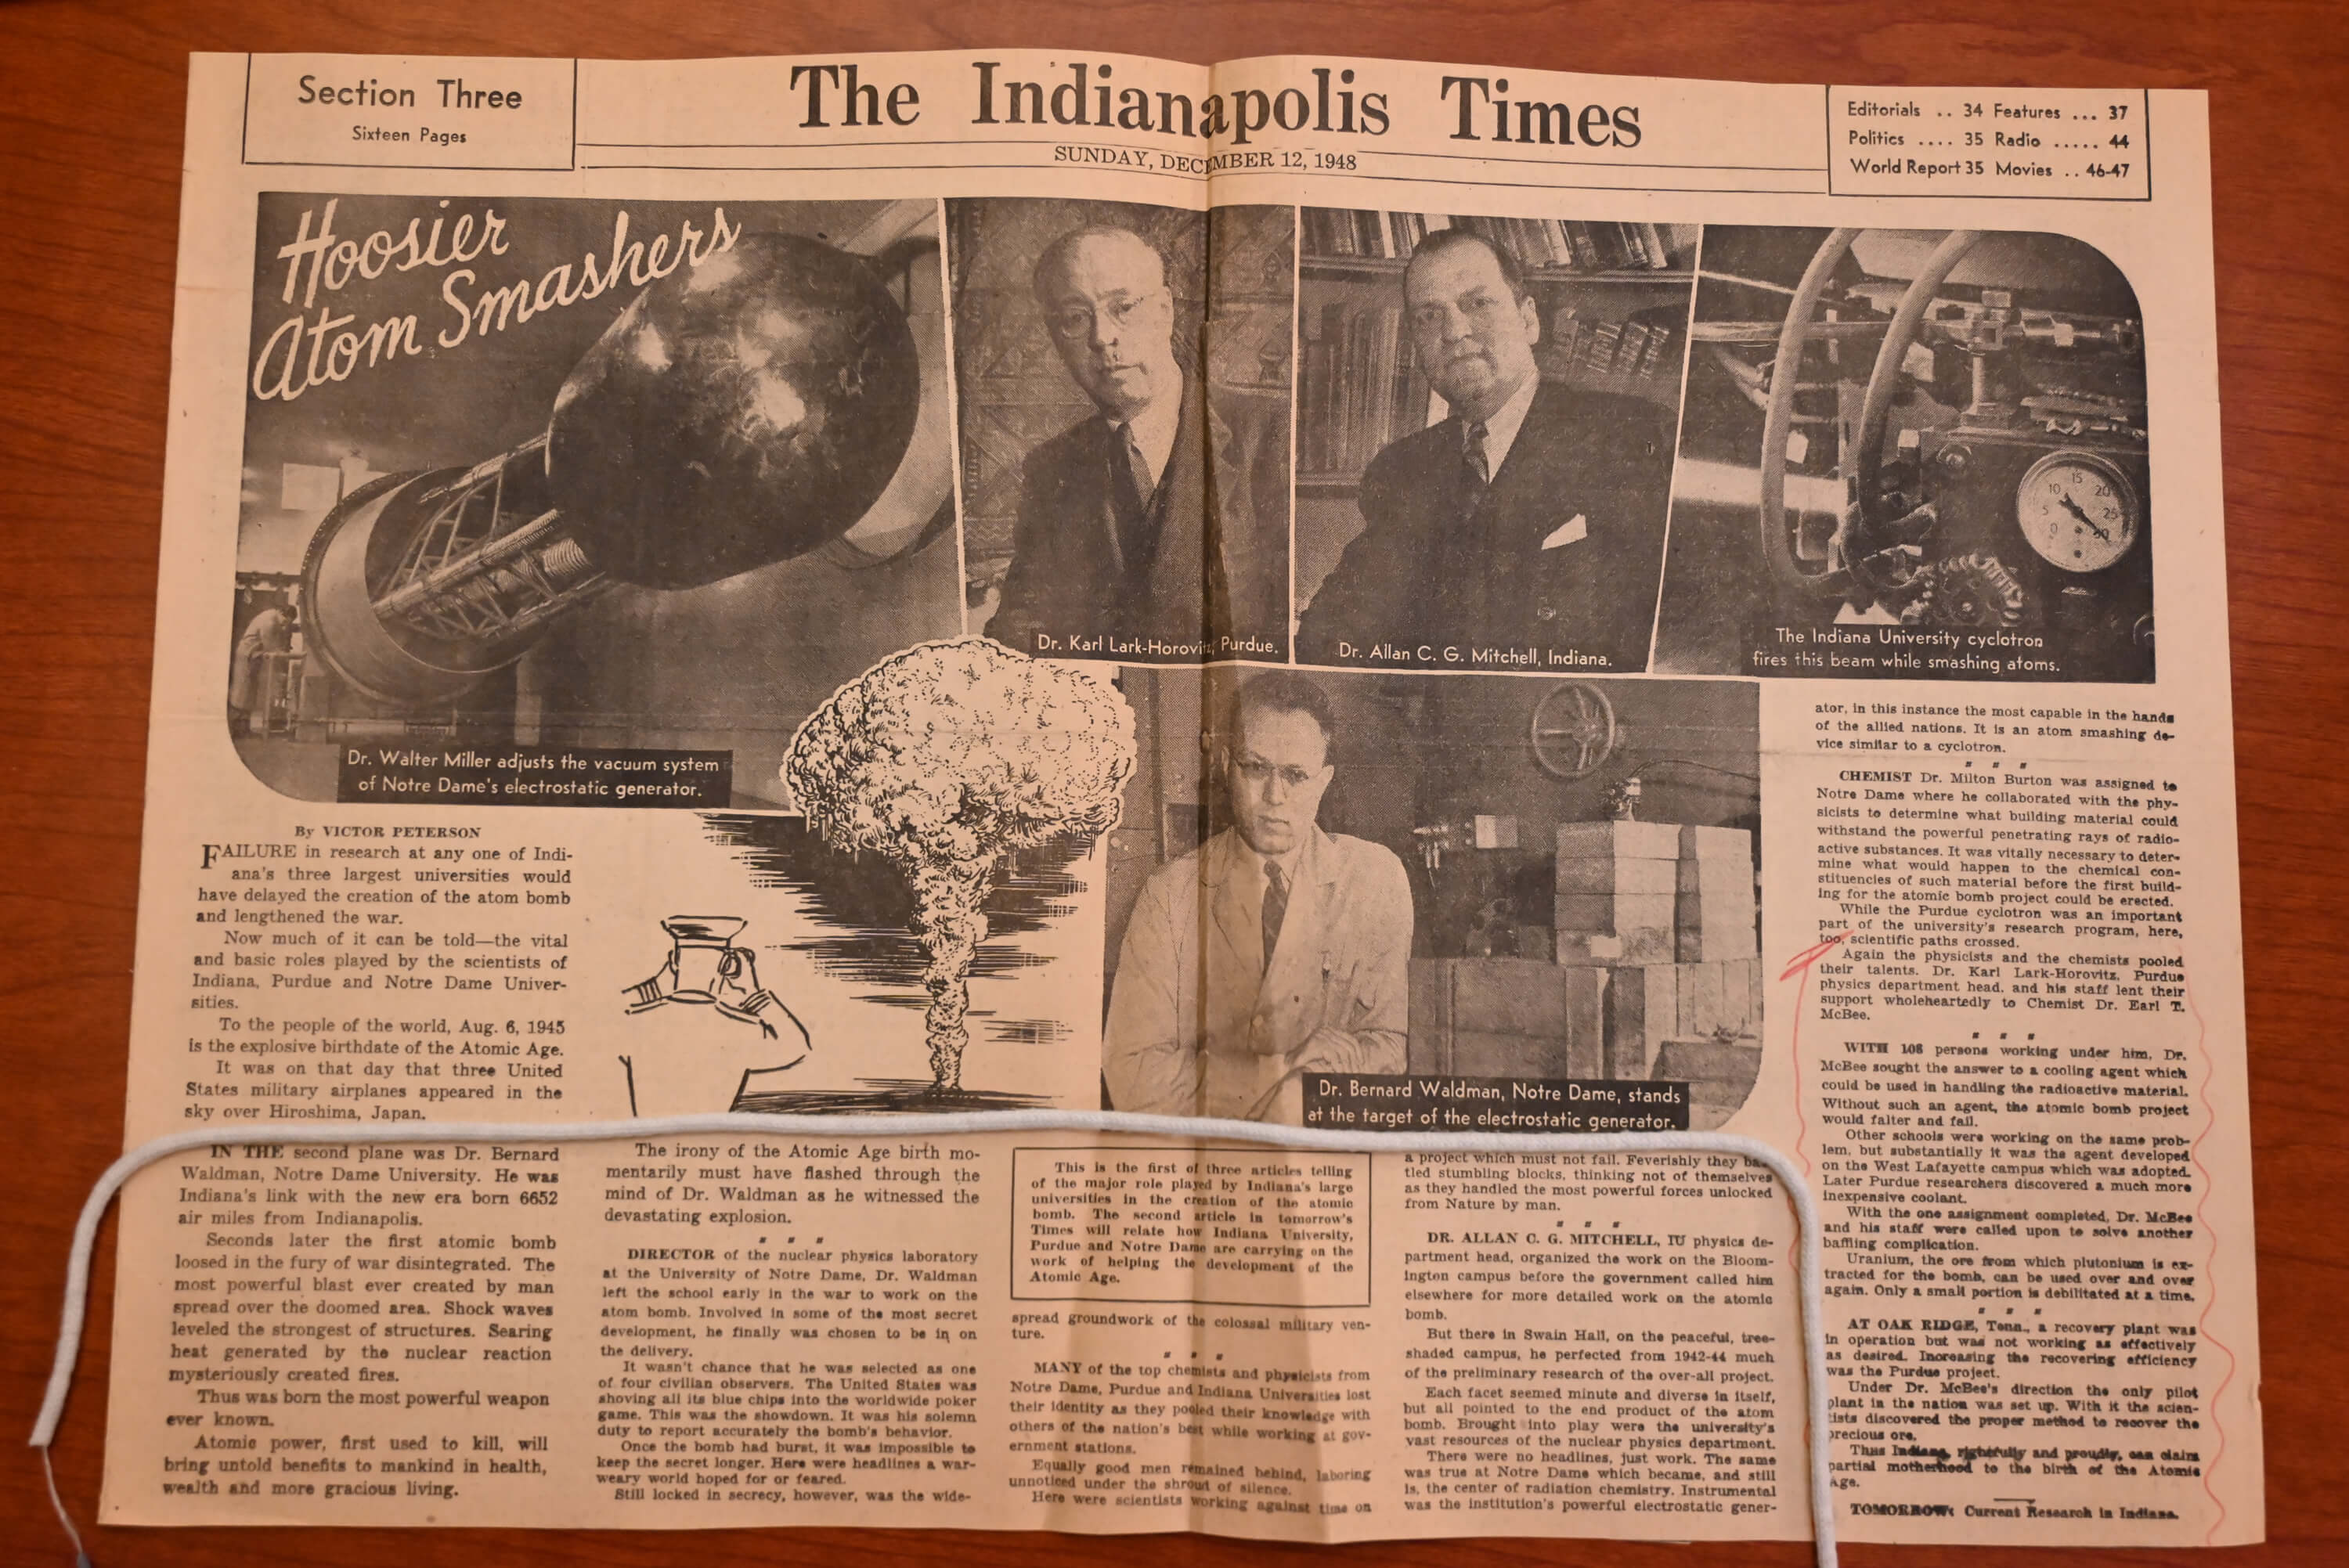 Section Three
Sixteen Pages
The Indianapolis Times
SUNDAY, DECEMBER 12, 1948
Editorials .. 34 Features ... 37
Politics .... 35 Radio ..... 44
World Report 35 Movies .. 46-47
Hoosier
Atom Smashers
10 15 20
5 25
0 30
Dr. Karl Lark-Horovitz, Purdue.
Dr. Allan C. G. Mitchell, Indiana.
The Indiana University cyclotron
fires this beam while smashing atoms.
Dr. Walter Miller adjusts the vacuum system
of Notre Dame's electrostatic generator.
Dr. Bernard Waldman, Notre Dame, stands
at the target of the electrostatic generator.
By VICTOR PETERSON
FAILURE in research at any one of Indi-
ana's three largest universities would
have delayed the creation of the atom bomb
and lengthened the war.
Now much of it can be told—the vital
and basic roles played by the scientists of
Indiana, Purdue and Notre Dame Univer-
sities.
To the people of the world, Aug. 6, 1945
is the explosive birthdate of the Atomic Age.
It was on that day that three United
States military airplanes appeared in the
sky over Hiroshima, Japan.
IN THE second plane was Dr. Bernard
Waldman, Notre Dame University. He was
Indiana's link with the new era born 6652
air miles from Indianapolis.
Seconds later the first atomic bomb
loosed in the fury of war disintegrated. The
most powerful blast ever created by man
spread over the doomed area. Shock waves
leveled the strongest of structures. Searing
heat generated by the nuclear reaction
mysteriously created fires.
Thus was born the most powerful weapon
ever known.
Atomic power, first used to kill, will
bring untold benefits to mankind in health,
wealth and more gracious living.
The irony of the Atomic Age birth mo-
mentarily must have flashed through the
mind of Dr. Waldman as he witnessed the
devastating explosion.
DIRECTOR of the nuclear physics laboratory
at the University of Notre Dame, Dr. Waldman
left the school early in the war to work on the
atom bomb. Involved in some of the most secret
development, he finally was chosen to be in on
the delivery.
It wasn't chance that he was selected as one
of four civilian observers. The United States was
shoving all its blue chips into the worldwide poker
game. This was the showdown. It was his solemn
duty to report accurately the bomb's behavior.
Once the bomb had burst, it was impossible to
keep the secret longer. Here were headlines a war-
weary world hoped for or feared.
Still locked in secrecy, however, was the wide-
This is the first of three articles telling
of the major role played by Indiana's large
universities in the creation of the atomic
bomb. The second article in tomorrow's
Times will relate how Indiana University,
Purdue and Notre Dame are carrying on the
work of helping the development of the
Atomic Age.
spread groundwork of the colossal military ven-
ture.
MANY of the top chemists and physicists from
Notre Dame, Purdue and Indiana Universities lost
their identity as they pooled their knowledge with
others of the nation's best while working at gov-
ernment stations.
Equally good men remained behind, laboring
unnoticed under the shroud of silence.
Here were scientists working against time on
a project which must not fail. Feverishly they bat-
tled stumbling blocks, thinking not of themselves
as they handled the most powerful forces unlocked
from Nature by man.
DR. ALLAN C. G. MITCHELL, IU physics de-
partment head, organized the work on the Bloom-
ington campus before the government called him
elsewhere for more detailed work on the atomic
bomb.
But there in Swain Hall, on the peaceful, tree-
shaded campus, he perfected from 1942-44 much
of the preliminary research of the over-all project.
Each facet seemed minute and diverse in itself,
but all pointed to the end product of the atom
bomb. Brought into play were the university's
vast resources of the nuclear physics department.
There were no headlines, just work. The same
was true at Notre Dame which became, and still
is, the center of radiation chemistry. Instrumental
was the institution's powerful electrostatic gener-
ator, in this instance the most capable in the hands
of the allied nations. It is an atom smashing de-
vice similar to a cyclotron.
CHEMIST Dr. Milton Burton was assigned to
Notre Dame where he collaborated with the phy-
sicists to determine what building material could
withstand the powerful penetrating rays of radio-
active substances. It was vitally necessary to deter-
mine what would happen to the chemical con-
stituencies of such material before the first build-
ing for the atomic bomb project could be erected.
While the Purdue cyclotron was an important
part of the university's research program, here,
too, scientific paths crossed.
Again the physicists and the chemists pooled
their talents. Dr. Karl Lark-Horovitz, Purdue
physics department head, and his staff lent their
support wholeheartedly to Chemist Dr. Earl T.
McBee.
WITH 108 persons working under him, Dr.
McBee sought the answer to a cooling agent which
could be used in handling the radioactive material.
Without such an agent, the atomic bomb project
would falter and fail.
Other schools were working on the same prob-
lem, but substantially it was the agent developed
on the West Lafayette campus which was adopted.
Later Purdue researchers discovered a much more
inexpensive coolant.
With the one assignment completed, Dr. McBee
and his staff were called upon to solve another
baffling complication.
Uranium, the ore from which plutonium is ex-
tracted for the bomb, can be used over and over
again. Only a small portion is debilitated at a time.
AT OAK RIDGE, Tenn., a recovery plant was
in operation but was not working as effectively
as desired. Increasing the recovering efficiency
was the Purdue project.
Under Dr. McBee's direction the only pilot
plant in the nation was set up. With it the scien-
tists discovered the proper method to recover the
precious ore.
Thus Indiana, rightfully and proudly, can claim
partial motherhood to the birth of the Atomic
Age.
TOMORROW: Current Research in Indiana.